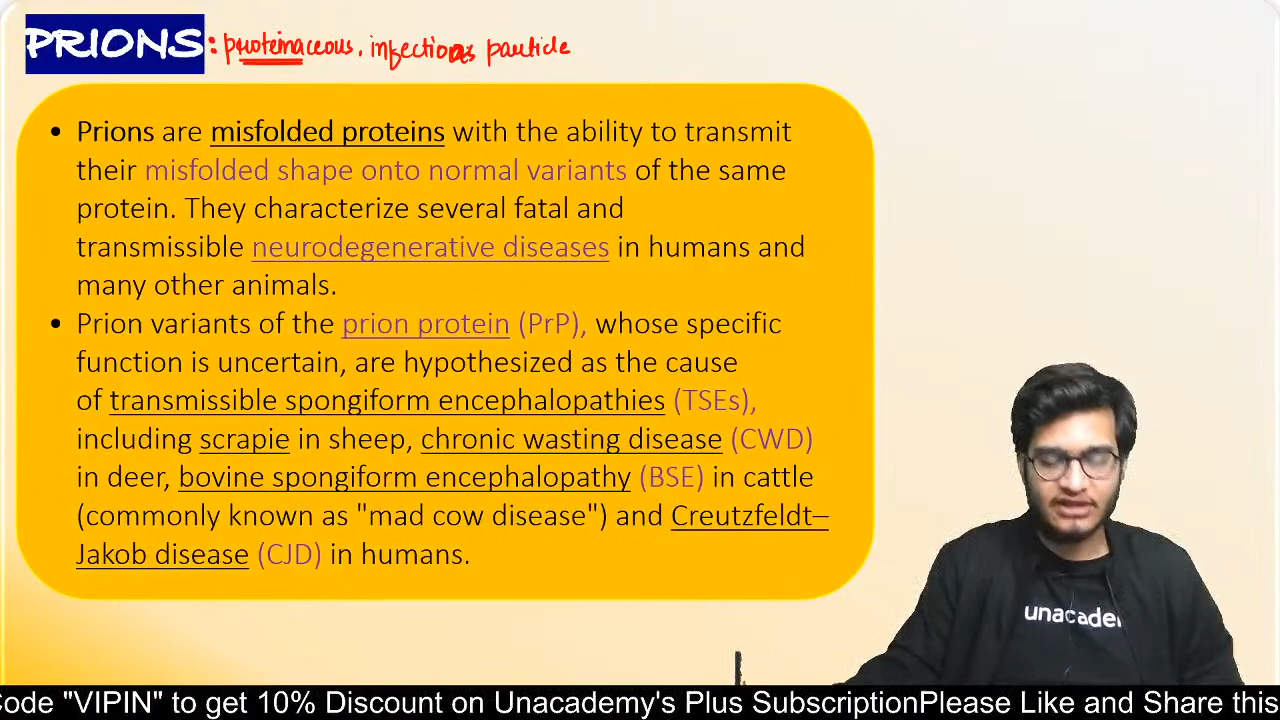 PRIONS : proteinaceous. infectious particle
• Prions are misfolded proteins with the ability to transmit
their misfolded shape onto normal variants of the same
protein. They characterize several fatal and
transmissible neurodegenerative diseases in humans and
many other animals.
• Prion variants of the prion protein (PrP), whose specific
function is uncertain, are hypothesized as the cause
of transmissible spongiform encephalopathies (TSEs),
including scrapie in sheep, chronic wasting disease (CWD)
in deer, bovine spongiform encephalopathy (BSE) in cattle
(commonly known as "mad cow disease") and Creutzfeldt–
Jakob disease (CJD) in humans.
unacade
Code "VIPIN" to get 10% Discount on Unacademy's Plus SubscriptionPlease Like and Share this